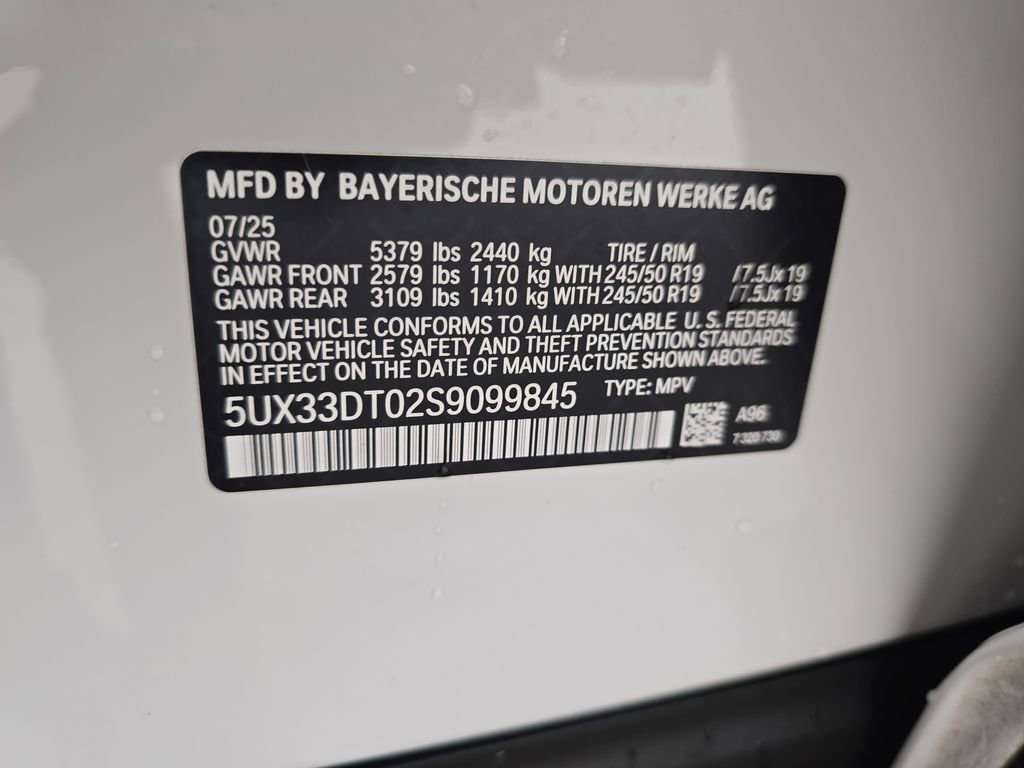 MFD BY BAYERISCHE MOTOREN WERKE AG
07/25
GVWR 5379 lbs 2440 kg TIRE / RIM
GAWR FRONT 2579 lbs 1170 kg WITH 245/50 R19 /7.5Jx19
GAWR REAR 3109 lbs 1410 kg WITH 245/50 R19 /7.5Jx19
THIS VEHICLE CONFORMS TO ALL APPLICABLE U. S. FEDERAL
MOTOR VEHICLE SAFETY AND THEFT PREVENTION STANDARDS
IN EFFECT ON THE DATE OF MANUFACTURE SHOWN ABOVE.
5UX33DT02S9099845 TYPE: MPV
A96
7 320 730